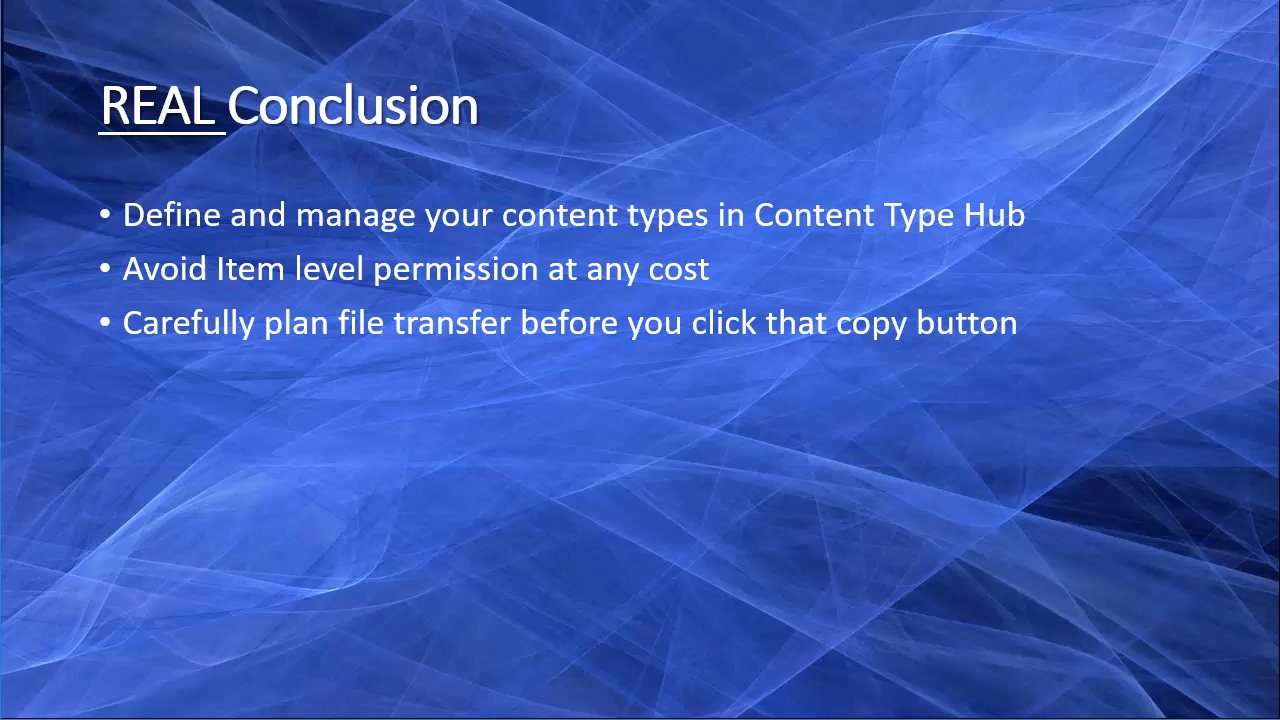 REAL Conclusion
• Define and manage your content types in Content Type Hub
• Avoid Item level permission at any cost
• Carefully plan file transfer before you click that copy button